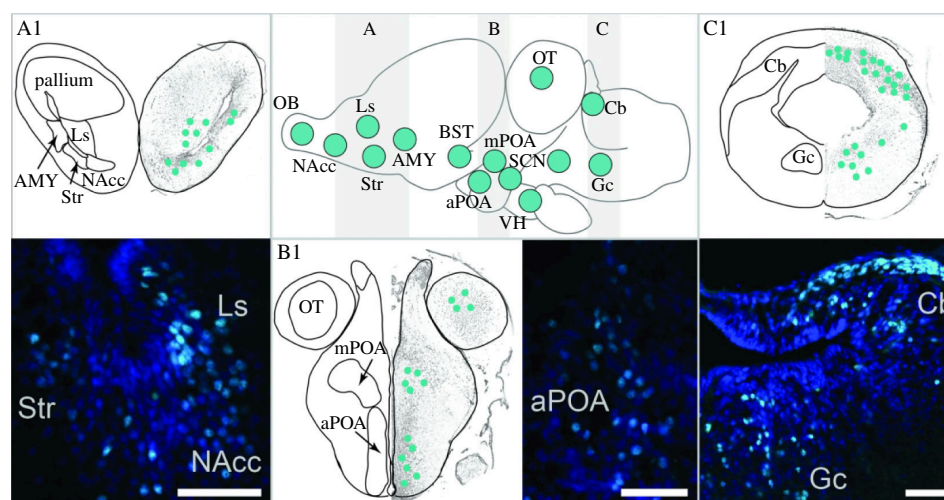 A1
pallium
Ls
AMY
Str
NAcc
A
B
C
OB
Ls
OT
Cb
NAcc
AMY
Str
BST
mPOA
SCN
aPOA
VH
Gc
C1
Cb
Gc
Ls
Str
NAcc
B1
OT
mPOA
aPOA
aPOA
Cb
Gc